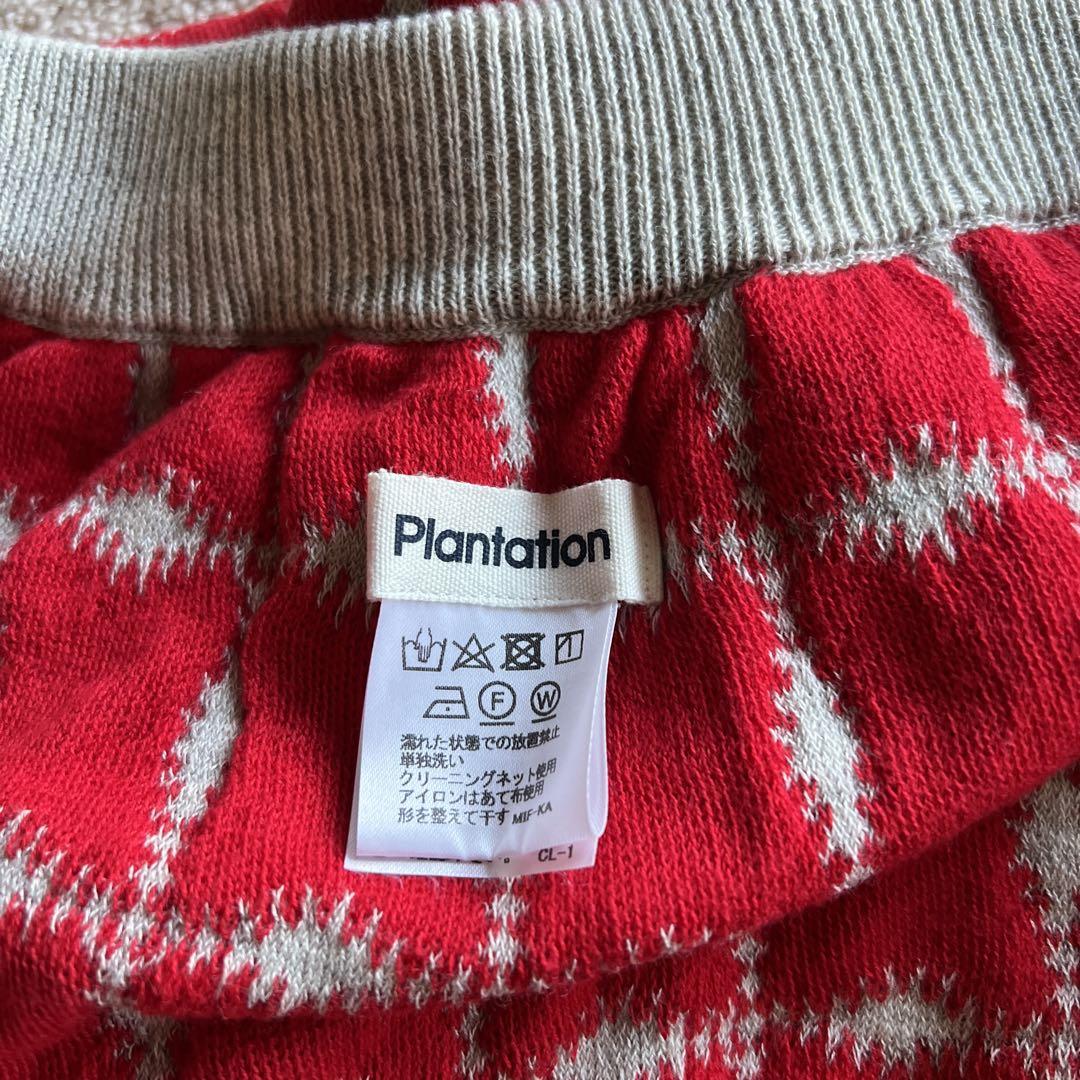 Plantation
F W
濡れた状態での放置禁止
単独洗い
クリーニングネット使用
アイロンはあて布使用
形を整えて干す MIF-KA
CL-1